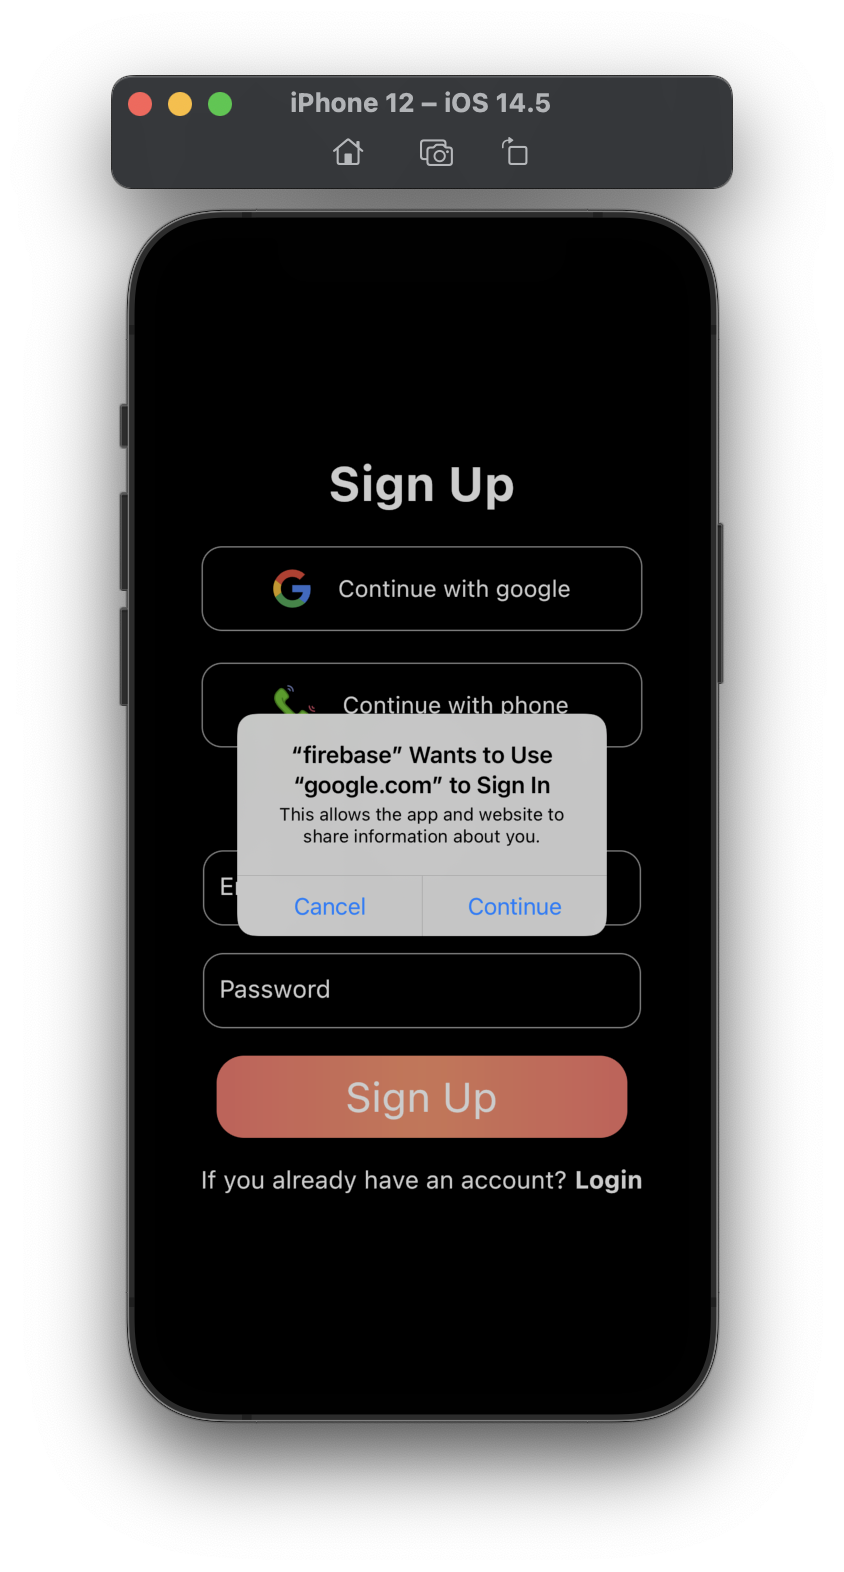 iPhone 12 – iOS 14.5
Sign Up
Continue with google
Continue with phone
“firebase” Wants to Use
“google.com” to Sign In
This allows the app and website to
share information about you.
Cancel
Continue
Password
Sign Up
If you already have an account? Login